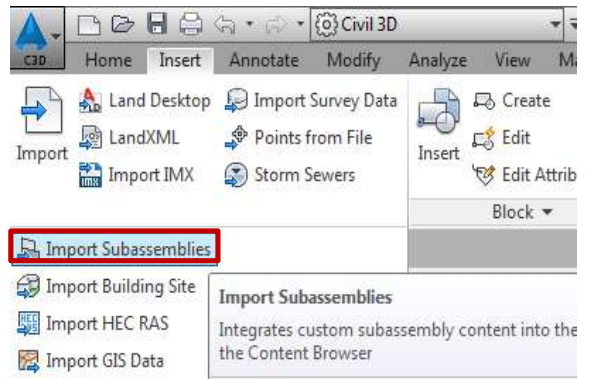 Civil 3D
C3D Home Insert Annotate Modify Analyze View
Land Desktop Import Survey Data Create
Import LandXML Points from File Insert Edit
Import IMX Storm Sewers Edit Attrib
Block
Import Subassemblies
Import Building Site
Import Subassemblies
Import HEC RAS
Integrates custom subassembly content into the
Import GIS Data
the Content Browser